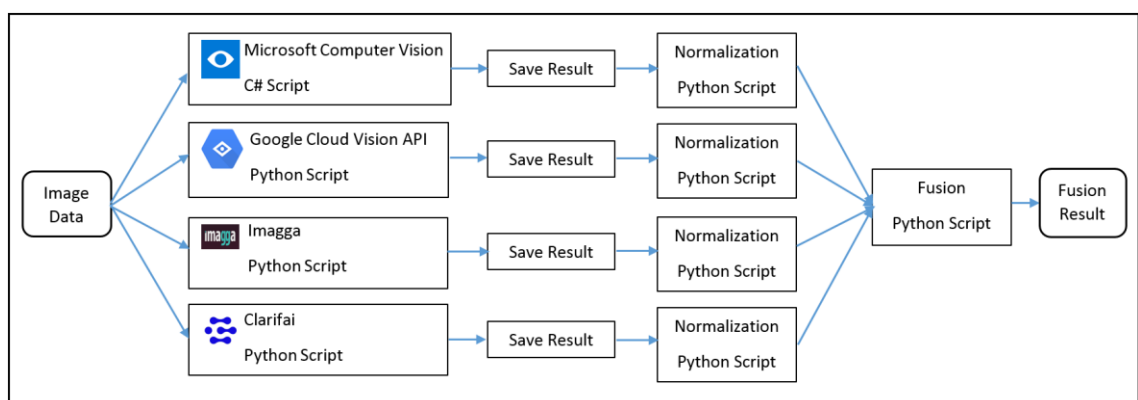 Image
Data
Microsoft Computer Vision
C# Script
Save Result
Normalization
Python Script
Google Cloud Vision API
Python Script
Save Result
Normalization
Python Script
imagga
Imagga
Python Script
Save Result
Normalization
Python Script
Clarifai
Python Script
Save Result
Normalization
Python Script
Fusion
Python Script
Fusion
Result